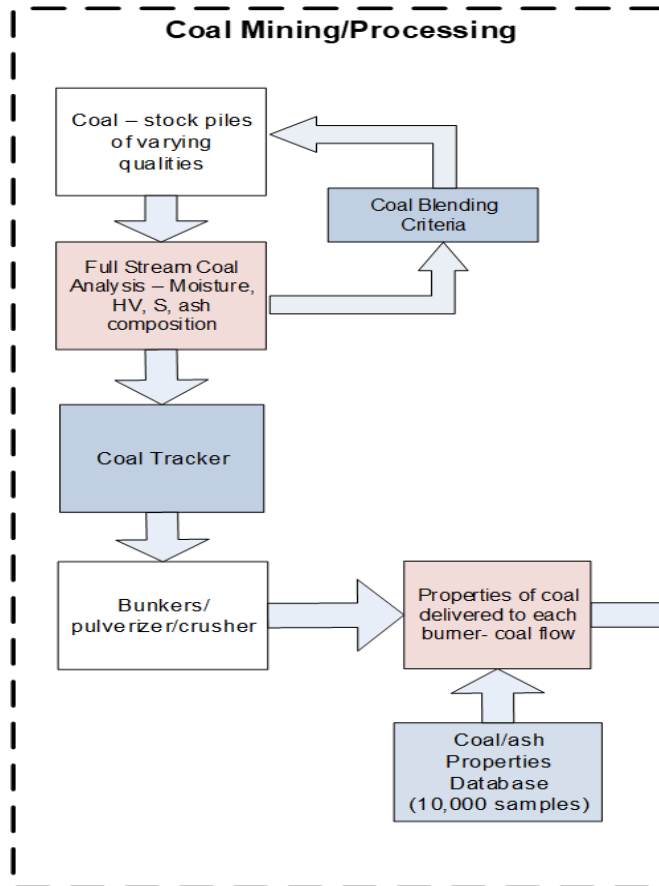 Coal Mining/Processing
Coal – stock piles
of varying
qualities
Coal Blending
Criteria
Full Stream Coal
Analysis – Moisture,
HV, S, ash
composition
Coal Tracker
Bunkers/
pulverizer/crusher
Properties of coal
delivered to each
burner- coal flow
Coal/ash
Properties
Database
(10,000 samples)